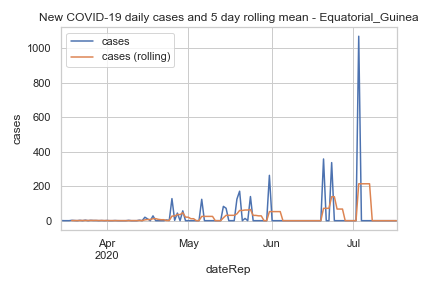 New COVID-19 daily cases and 5 day rolling mean - Equatorial_Guinea
cases
cases (rolling)
1000
800
600
400
200
0
cases
Apr
2020
May
Jun
Jul
dateRep